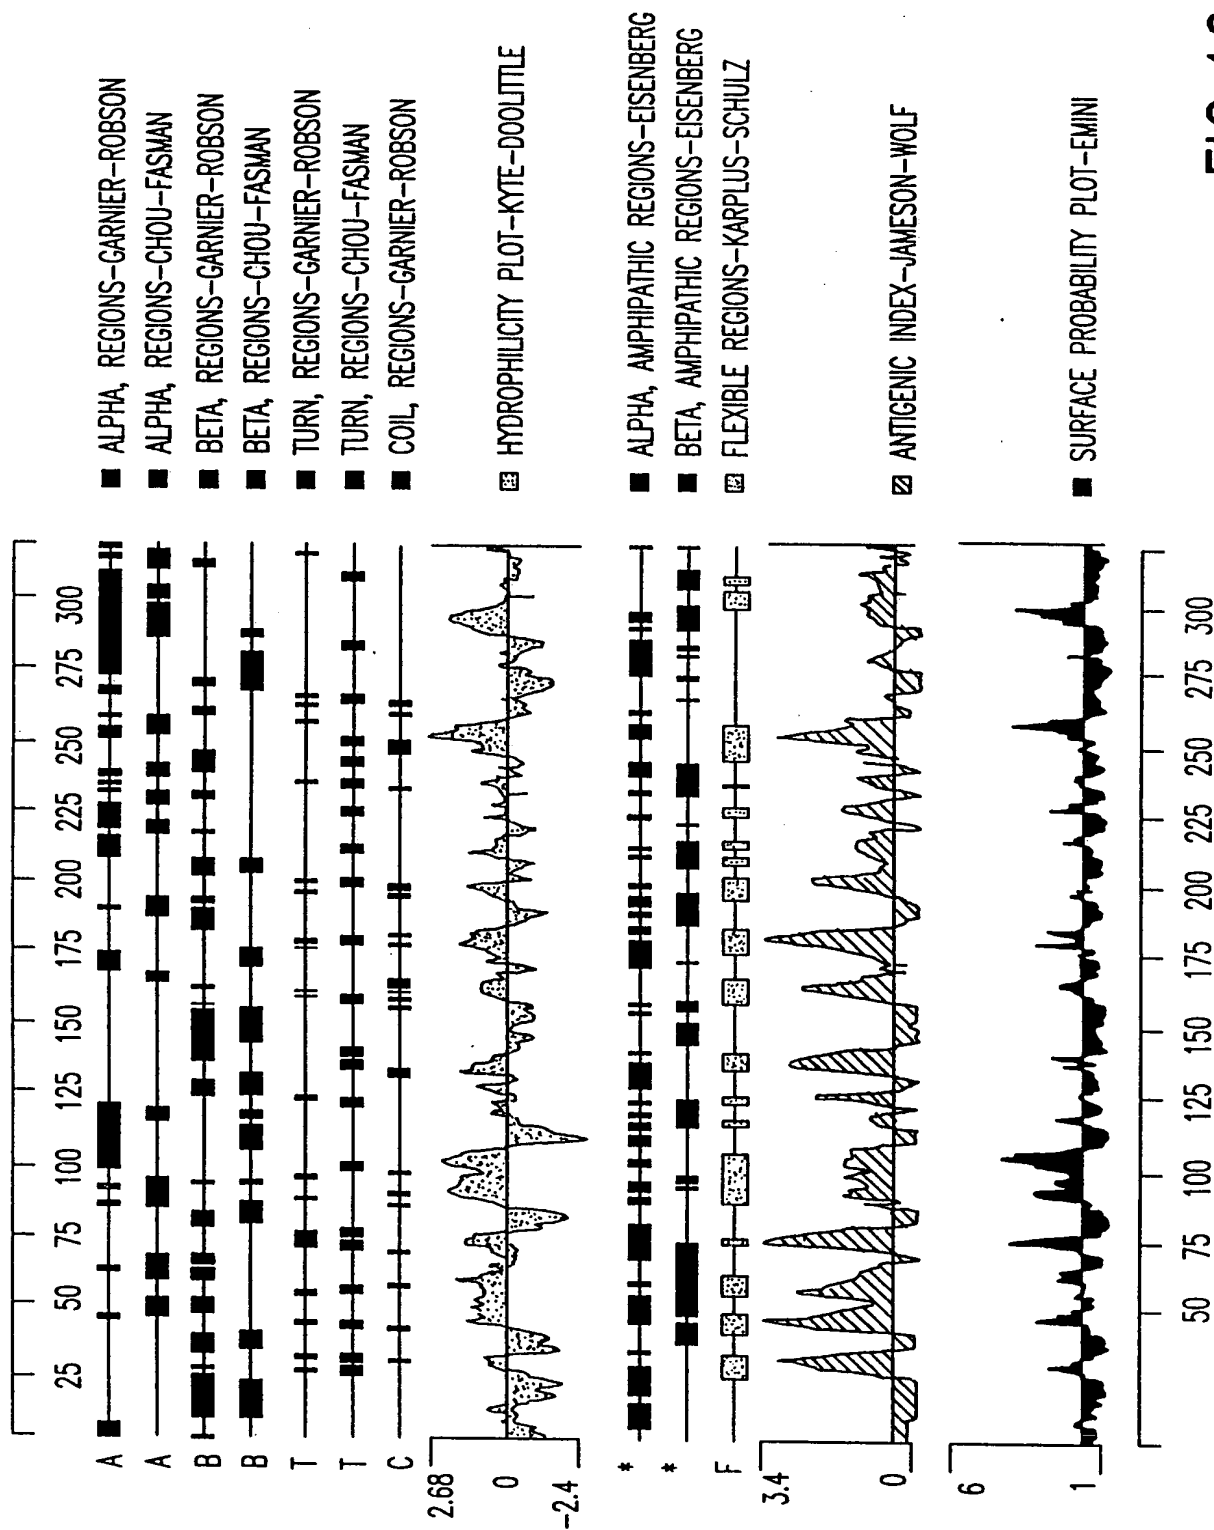 25 50 75 100 125 150 175 200 225 250 275 300
A ALPHA, REGIONS-GARNIER-ROBSON
A ALPHA, REGIONS-CHOU-FASMAN
B BETA, REGIONS-GARNIER-ROBSON
B BETA, REGIONS-CHOU-FASMAN
T TURN, REGIONS-GARNIER-ROBSON
T TURN, REGIONS-CHOU-FASMAN
C COIL, REGIONS-GARNIER-ROBSON
2.68
0 HYDROPHILICITY PLOT-KYTE-DOOLITTLE
-2.4
* ALPHA, AMPHIPATHIC REGIONS-EISENBERG
* BETA, AMPHIPATHIC REGIONS-EISENBERG
F FLEXIBLE REGIONS-KARPLUS-SCHULZ
3.4
0 ANTIGENIC INDEX-JAMESON-WOLF
6
1 SURFACE PROBABILITY PLOT-EMINI
50 75 100 125 150 175 200 225 250 275 300